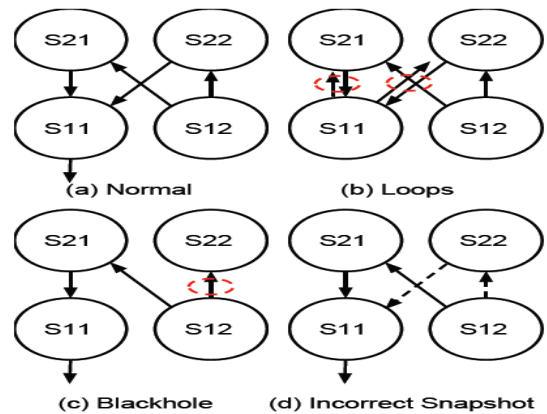 S21 S22 S21 S22
S11 S12 S11 S12
(a) Normal (b) Loops
S21 S22 S21 S22
S11 S12 S11 S12
(c) Blackhole (d) Incorrect Snapshot